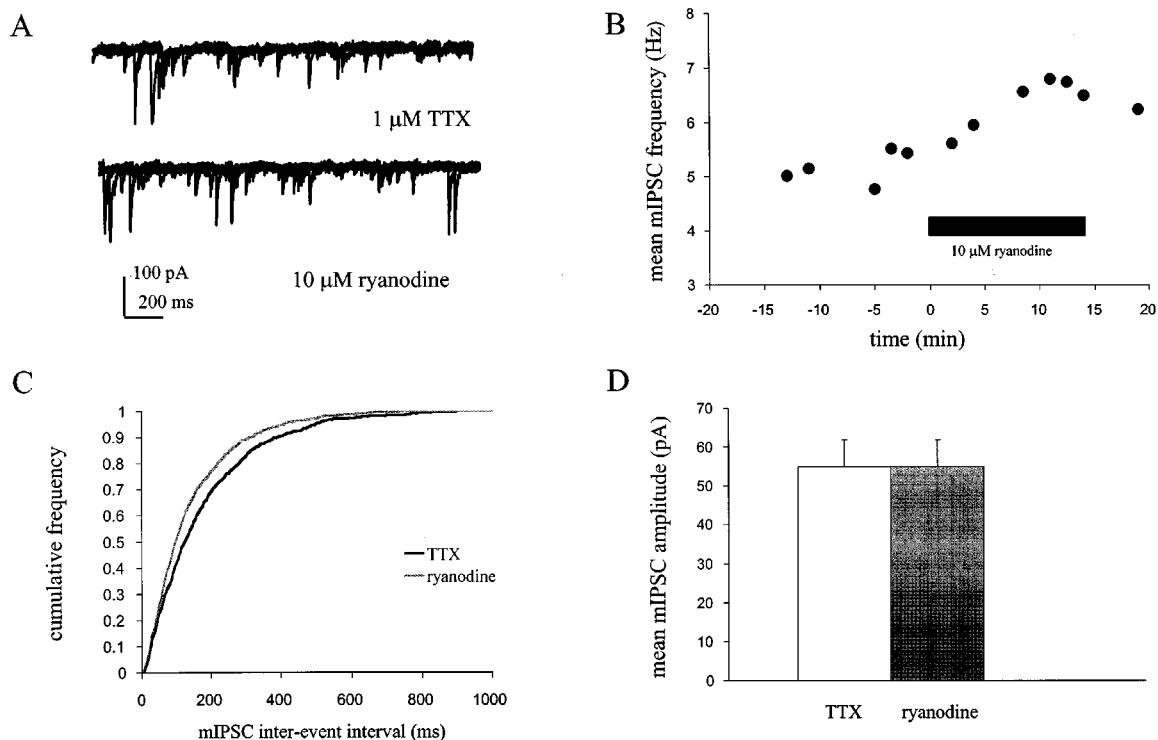 A
1 μM TTX
10 μM ryanodine
100 pA
200 ms
B
mean mIPSC frequency (Hz)
8
7
6
5
4
3
10 μM ryanodine
-20 -15 -10 -5 0 5 10 15 20
time (min)
C
cumulative frequency
1
0.9
0.8
0.7
0.6
0.5
0.4
0.3
0.2
0.1
0
TTX
ryanodine
0 200 400 600 800 1000
mIPSC inter-event interval (ms)
D
mean mIPSC amplitude (pA)
70
60
50
40
30
20
10
0
TTX ryanodine